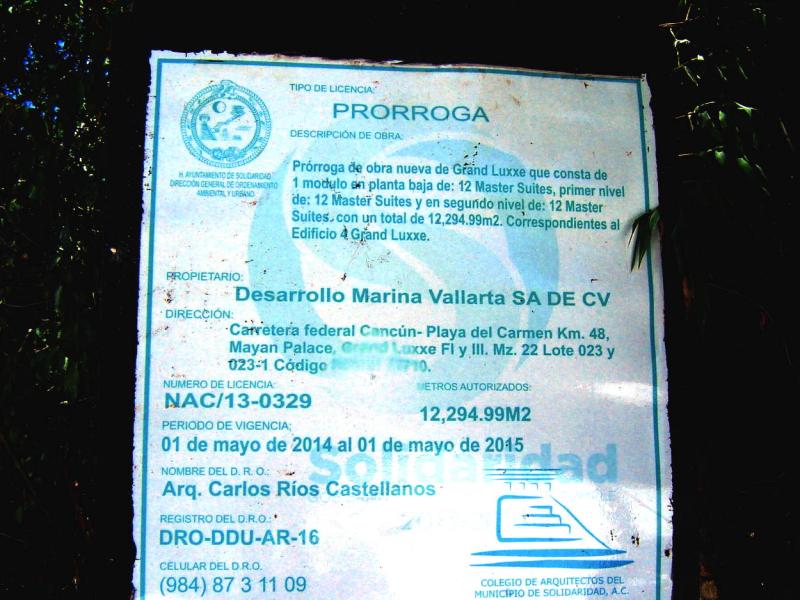 TIPO DE LICENCIA:
PRORROGA
DESCRIPCIÓN DE OBRA:
H. AYUNTAMIENTO DE SOLIDARIDAD
DIRECCIÓN GENERAL DE ORDENAMIENTO
AMBIENTAL Y URBANO.
Prórroga de obra nueva de Grand Luxxe que consta de
1 modulo en planta baja de: 12 Master Suites, primer nivel
de: 12 Master Suites y en segundo nivel de: 12 Master
Suites, con un total de 12,294.99m2. Correspondientes al
Edificio 4 Grand Luxxe.
PROPIETARIO:
Desarrollo Marina Vallarta SA DE CV
DIRECCIÓN:
Carretera federal Cancún- Playa del Carmen Km. 48,
Mayan Palace, Grand Luxxe FI y III. Mz. 22 Lote 023 y
023-1 Código
NUMERO DE LICENCIA:
NAC/13-0329
METROS AUTORIZADOS:
12,294.99M2
PERIODO DE VIGENCIA;
01 de mayo de 2014 al 01 de mayo de 2015
Solidaridad
NOMBRE DEL D. R. O.:
Arq. Carlos Ríos Castellanos
REGISTRO DEL D.R.O.:
DRO-DDU-AR-16
CELULAR DEL D.R.O.
(984) 87 3 11 09
COLEGIO DE ARQUITECTOS DEL
MUNICIPIO DE SOLIDARIDAD, A.C.